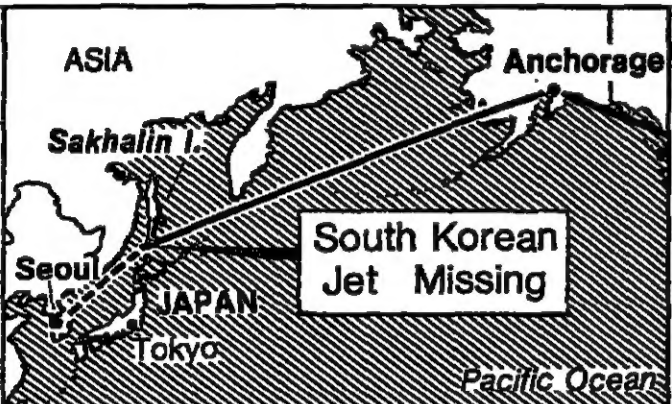 ASIA
Anchorage
Sakhalin I.
South Korean
Jet Missing
Seoul
JAPAN
Tokyo
Pacific Ocean